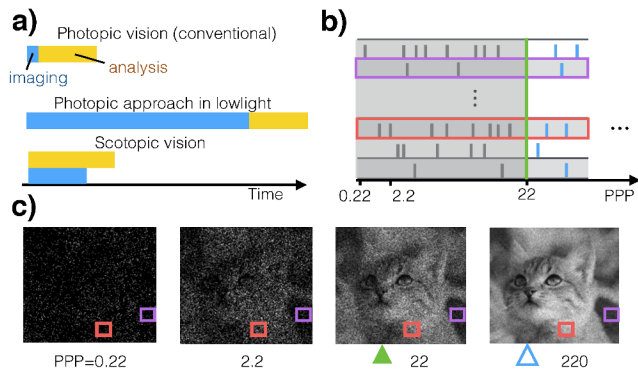 a)
Photopic vision (conventional)
imaging
analysis
Photopic approach in lowlight
Scotopic vision
Time
b)
0.22
2.2
22
PPP
c)
PPP=0.22
2.2
22
220